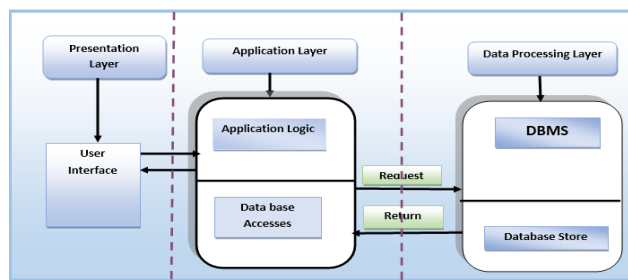 Presentation
Layer
Application Layer
Data Processing Layer
Application Logic
DBMS
User
Interface
Request
Data base
Accesses
Return
Database Store